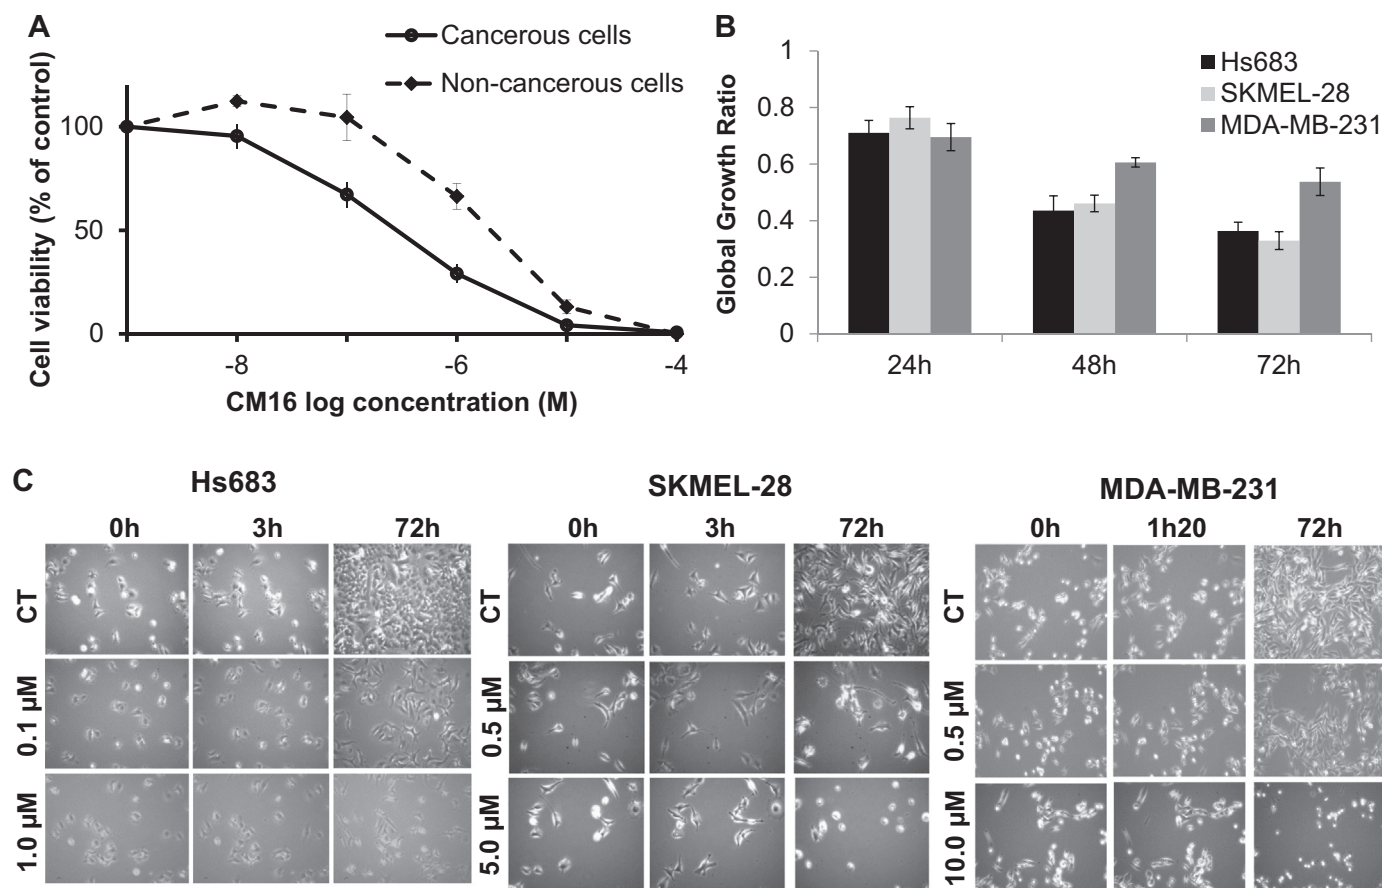 A
Cancerous cells
Non-cancerous cells
Cell viability (% of control)
100
50
0
-8
-6
-4
CM16 log concentration (M)
B
Hs683
SKMEL-28
MDA-MB-231
Global Growth Ratio
1
0.8
0.6
0.4
0.2
0
24h
48h
72h
C
Hs683
0h
3h
72h
CT
0.1 µM
1.0 µM
SKMEL-28
0h
3h
72h
CT
0.5 µM
5.0 µM
MDA-MB-231
0h
1h20
72h
CT
0.5 µM
10.0 µM